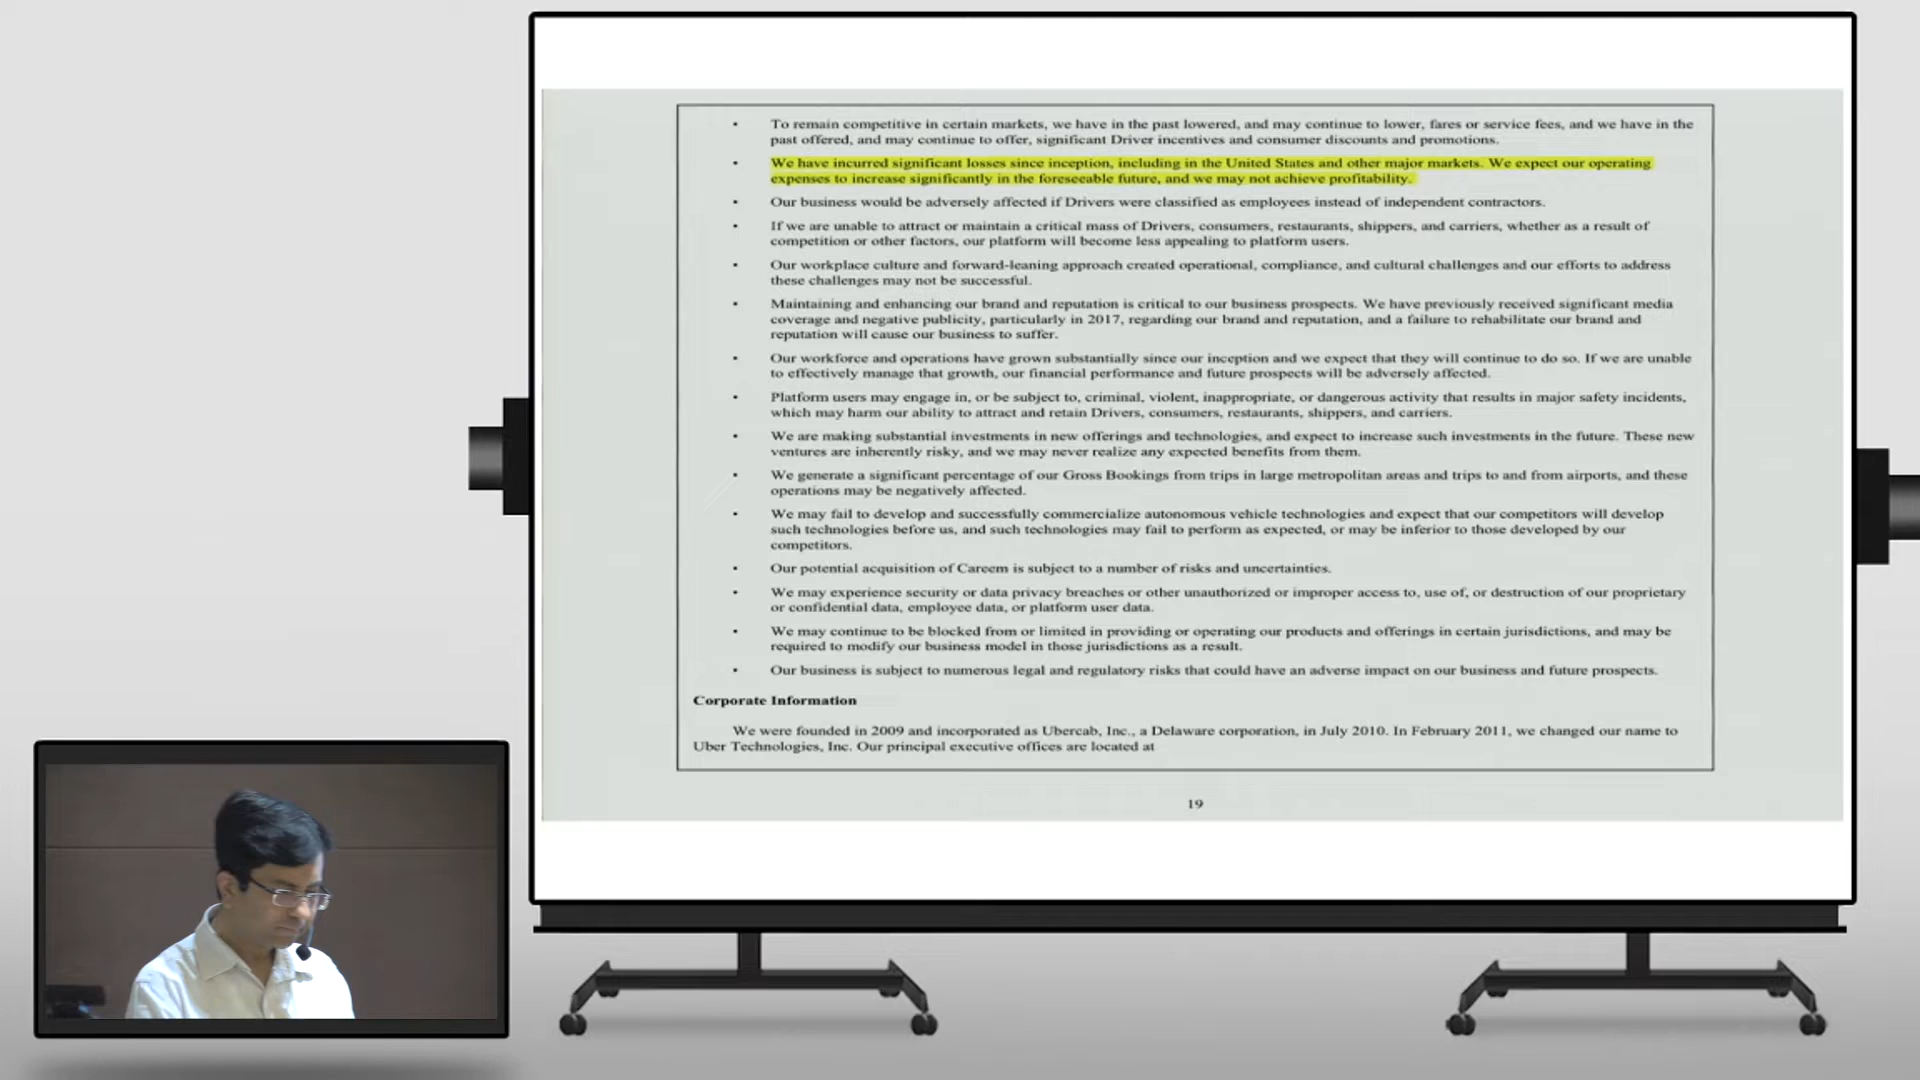 • To remain competitive in certain markets, we have in the past lowered, and may continue to lower, fares or service fees, and we have in the
past offered, and may continue to offer, significant Driver incentives and consumer discounts and promotions.
• We have incurred significant losses since inception, including in the United States and other major markets. We expect our operating
expenses to increase significantly in the foreseeable future, and we may not achieve profitability.
• Our business would be adversely affected if Drivers were classified as employees instead of independent contractors.
• If we are unable to attract or maintain a critical mass of Drivers, consumers, restaurants, shippers, and carriers, whether as a result of
competition or other factors, our platform will become less appealing to platform users.
• Our workplace culture and forward-leaning approach created operational, compliance, and cultural challenges and our efforts to address
these challenges may not be successful.
• Maintaining and enhancing our brand and reputation is critical to our business prospects. We have previously received significant media
coverage and negative publicity, particularly in 2017, regarding our brand and reputation, and a failure to rehabilitate our brand and
reputation will cause our business to suffer.
• Our workforce and operations have grown substantially since our inception and we expect that they will continue to do so. If we are unable
to effectively manage that growth, our financial performance and future prospects will be adversely affected.
• Platform users may engage in, or be subject to, criminal, violent, inappropriate, or dangerous activity that results in major safety incidents,
which may harm our ability to attract and retain Drivers, consumers, restaurants, shippers, and carriers.
• We are making substantial investments in new offerings and technologies, and expect to increase such investments in the future. These new
ventures are inherently risky, and we may never realize any expected benefits from them.
• We generate a significant percentage of our Gross Bookings from trips in large metropolitan areas and trips to and from airports, and these
operations may be negatively affected.
• We may fail to develop and successfully commercialize autonomous vehicle technologies and expect that our competitors will develop
such technologies before us, and such technologies may fail to perform as expected, or may be inferior to those developed by our
competitors.
• Our potential acquisition of Careem is subject to a number of risks and uncertainties.
• We may experience security or data privacy breaches or other unauthorized or improper access to, use of, or destruction of our proprietary
or confidential data, employee data, or platform user data.
• We may continue to be blocked from or limited in providing or operating our products and offerings in certain jurisdictions, and may be
required to modify our business model in those jurisdictions as a result.
• Our business is subject to numerous legal and regulatory risks that could have an adverse impact on our business and future prospects.
Corporate Information
We were founded in 2009 and incorporated as Ubercab, Inc., a Delaware corporation, in July 2010. In February 2011, we changed our name to
Uber Technologies, Inc. Our principal executive offices are located at
19